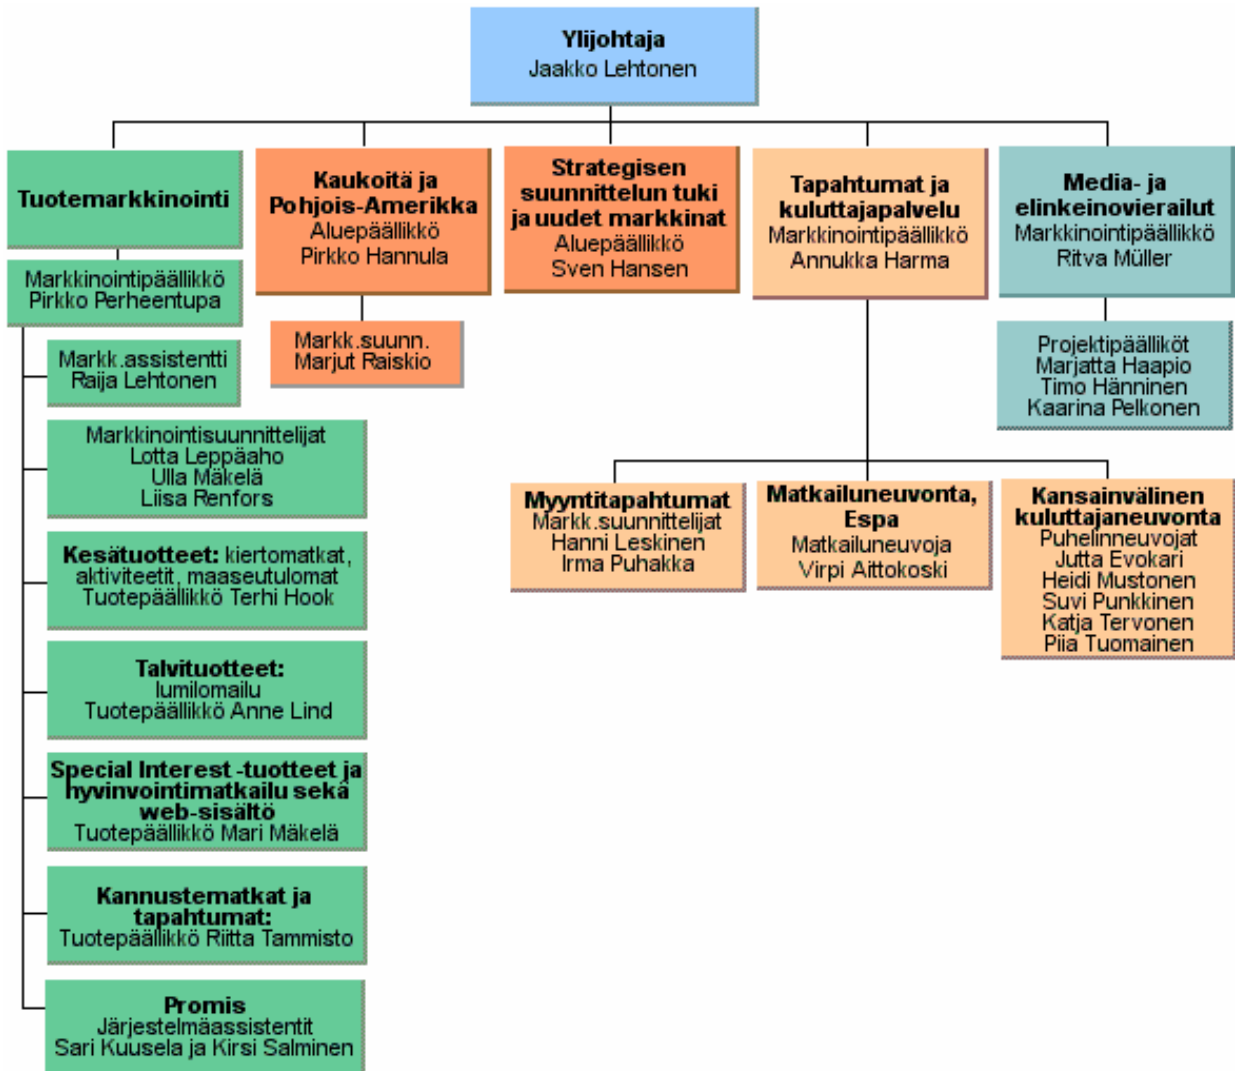 Ylijohtaja
Jaakko Lehtonen
Tuotemarkkinointi
Markkinointipäällikkö
Pirkko Perheentupa
Markk.assistentti
Raija Lehtonen
Markkinointisuunnittelijat
Lotta Leppäaho
Ulla Mäkelä
Liisa Renfors
Kesätuotteet: kiertomatkat,
aktiviteetit, maaseutulomat
Tuotepäällikkö Terhi Hook
Talvituotteet:
lumilomailu
Tuotepäällikkö Anne Lind
Special Interest -tuotteet ja
hyvinvointimatkailu sekä
web-sisältö
Tuotepäällikkö Mari Mäkelä
Kannustematkat ja
tapahtumat:
Tuotepäällikkö Riitta Tammisto
Promis
Järjestelmäassistentit
Sari Kuusela ja Kirsi Salminen
Kaukoitä ja
Pohjois-Amerikka
Aluepäällikkö
Pirkko Hannula
Markk.suunn.
Marjut Raiskio
Strategisen
suunnittelun tuki
ja uudet markkinat
Aluepäällikkö
Sven Hansen
Tapahtumat ja
kuluttajapalvelu
Markkinointipäällikkö
Annukka Harma
Myyntitapahtumat
Markk.suunnittelijat
Hanni Leskinen
Irma Puhakka
Matkailuneuvonta,
Espa
Matkailuneuvoja
Virpi Aittokoski
Kansainvälinen
kuluttajaneuvonta
Puhelinneuvojat
Jutta Evokari
Heidi Mustonen
Suvi Punkkinen
Katja Tervonen
Piia Tuomainen
Media- ja
elinkeinovierailut
Markkinointipäällikkö
Ritva Müller
Projektipäälliköt
Marjatta Haapio
Timo Hänninen
Kaarina Pelkonen